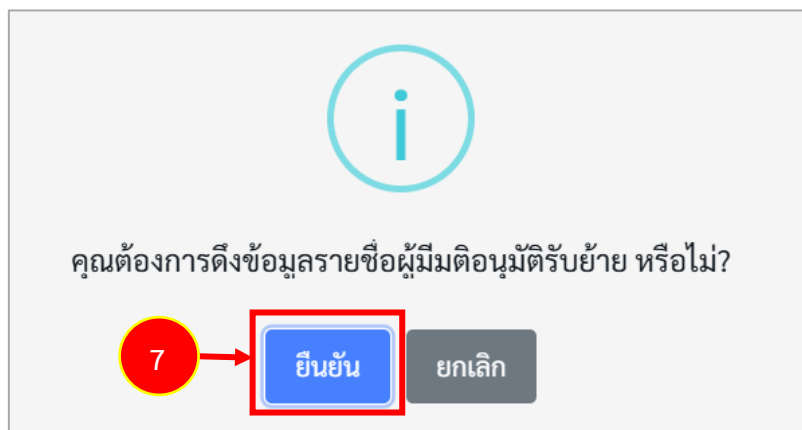 i
คุณต้องการดึงข้อมูลรายชื่อผู้มีมติอนุมัติรับย้าย หรือไม่?
7 ยืนยัน ยกเลิก